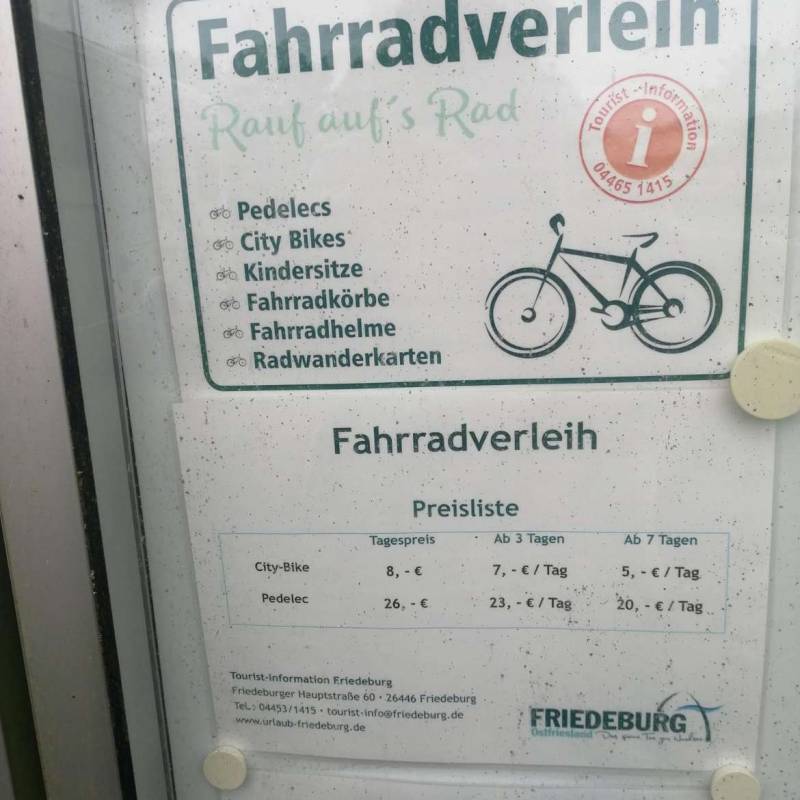 Fahrradverleih
Rauf auf's Rad
Tourist-Information
i
04465 1415
Pedelecs
City Bikes
Kindersitze
Fahrradkörbe
Fahrradhelme
Radwanderkarten
Fahrradverleih
Preisliste
Tagespreis Ab 3 Tagen Ab 7 Tagen
City-Bike 8, - € 7, - € / Tag 5, - € / Tag
Pedelec 26, - € 23, - € / Tag 20, - € / Tag
Tourist-Information Friedeburg
Friedeburger Hauptstraße 60 · 26446 Friedeburg
Tel.: 04453/1415 · tourist-info@friedeburg.de
www.urlaub-friedeburg.de
FRIEDEBURG
Ostfriesland